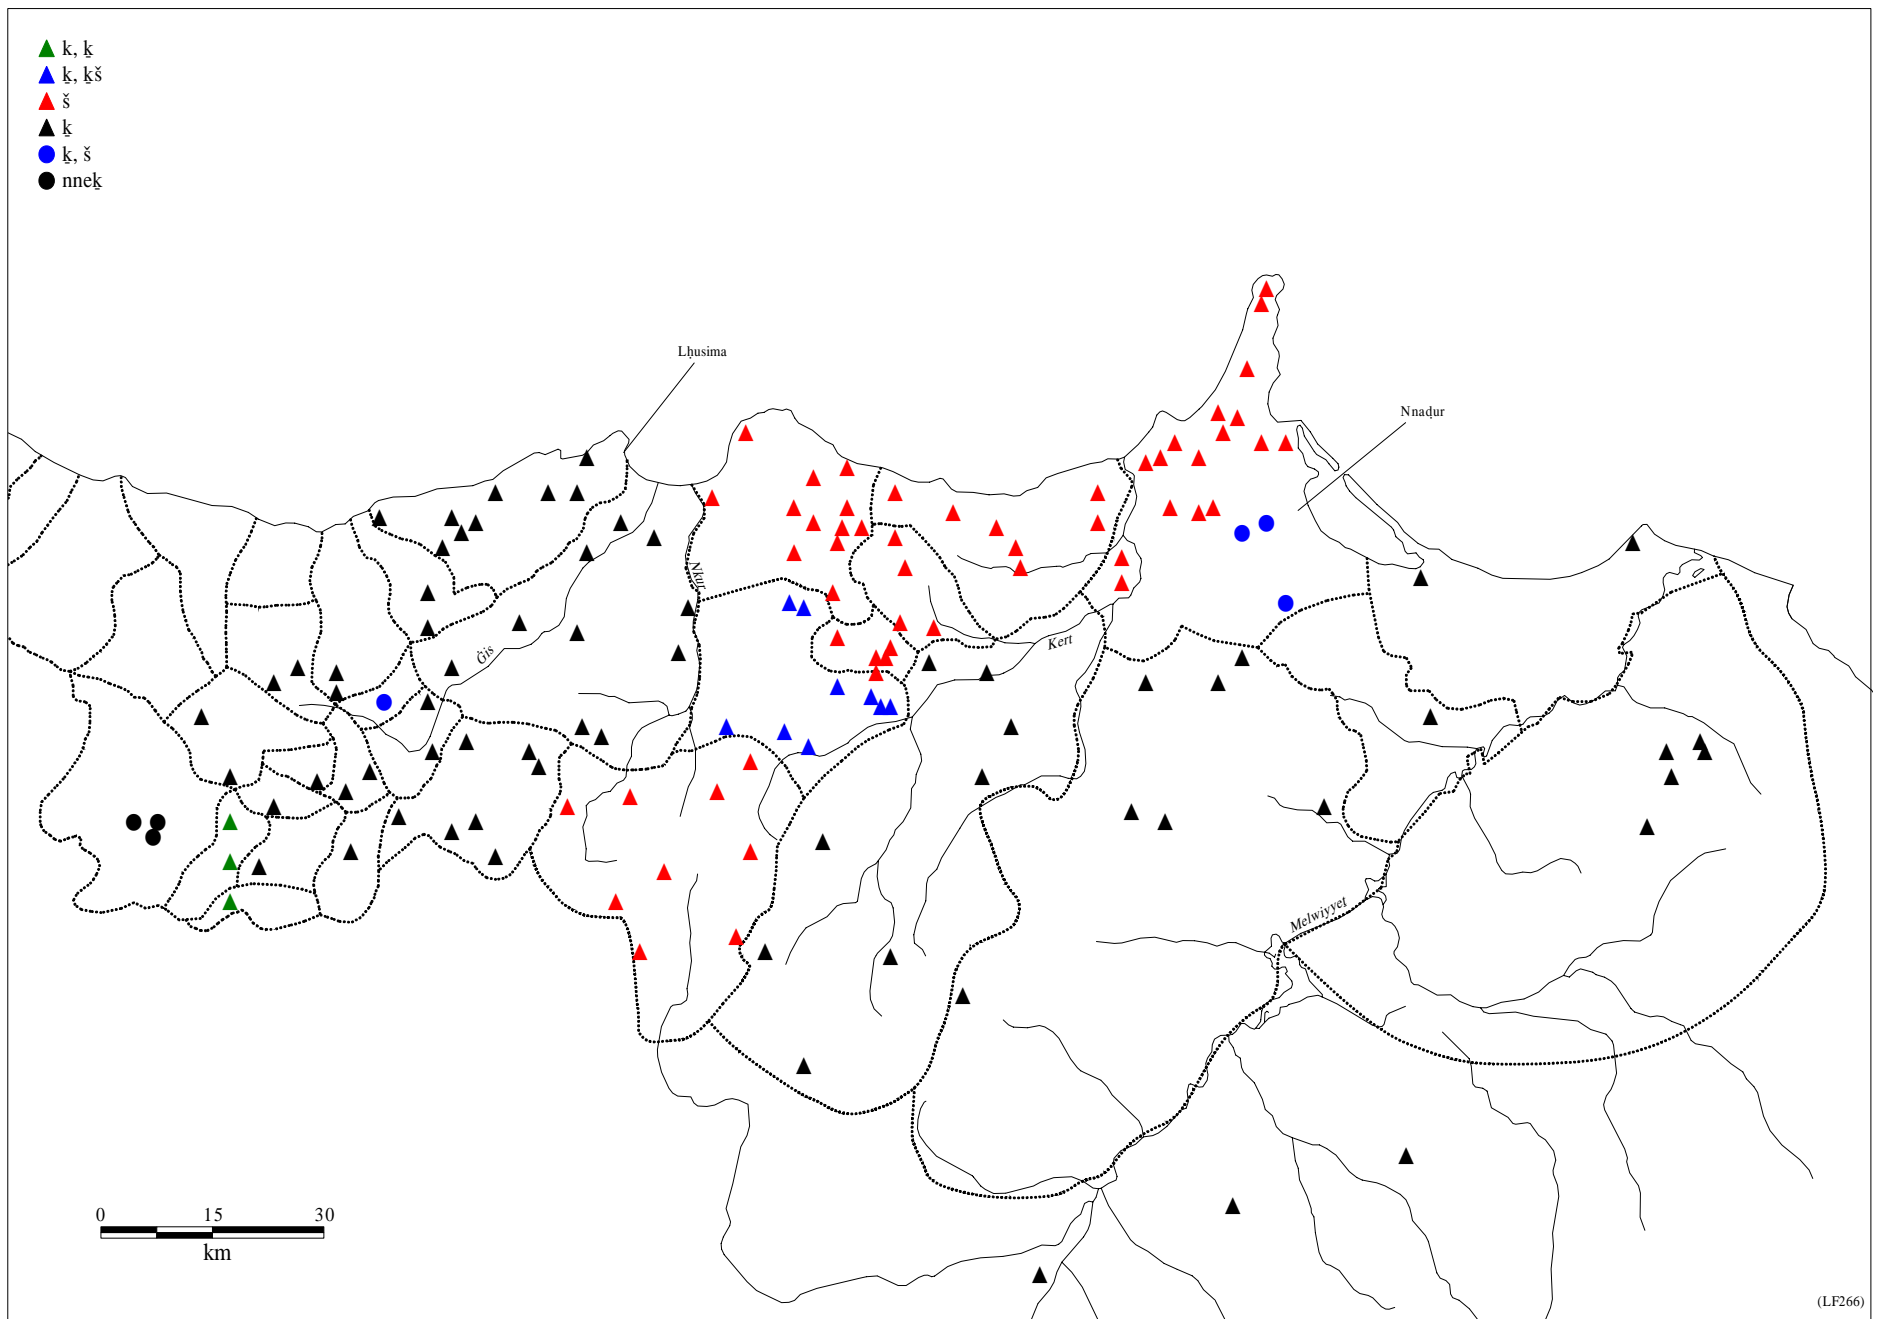 k, ḵ
ḵ, ḵš
š
ḵ
ḵ, š
nneḵ
Lḥusima
Nnaḍur
Nkur
Ġis
Kert
Melwiyyet
0 15 30
km
(LF266)